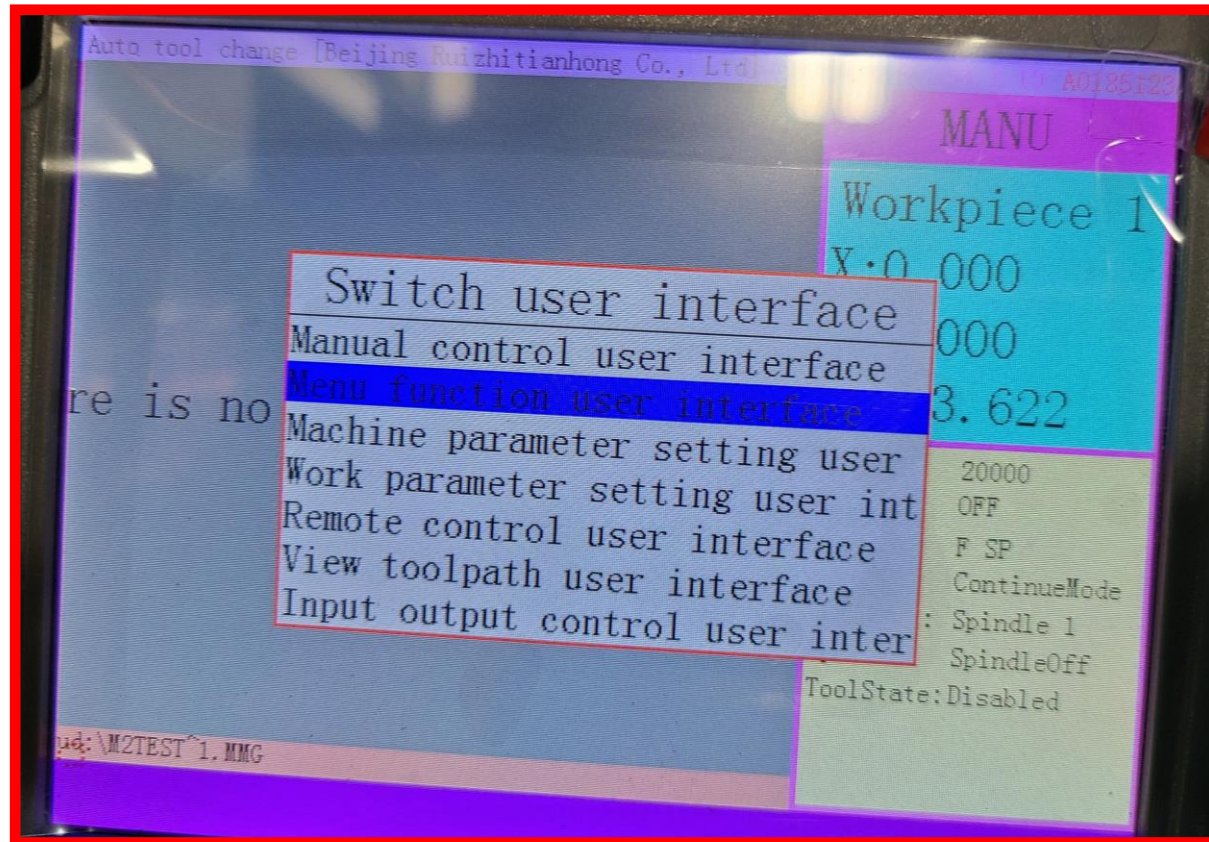 Auto tool change [Beijing Ruizhitianhong Co., Ltd
A0185r23
MANU
Workpiece 1
X:0.000
000
3.622
re is no
Switch user interface
Manual control user interface
Menu function user interface
Machine parameter setting user
Work parameter setting user int
Remote control user interface
View toolpath user interface
Input output control user inter
20000
OFF
F SP
ContinueMode
: Spindle 1
SpindleOff
ToolState:Disabled
ud:\M2TEST~1.MMG